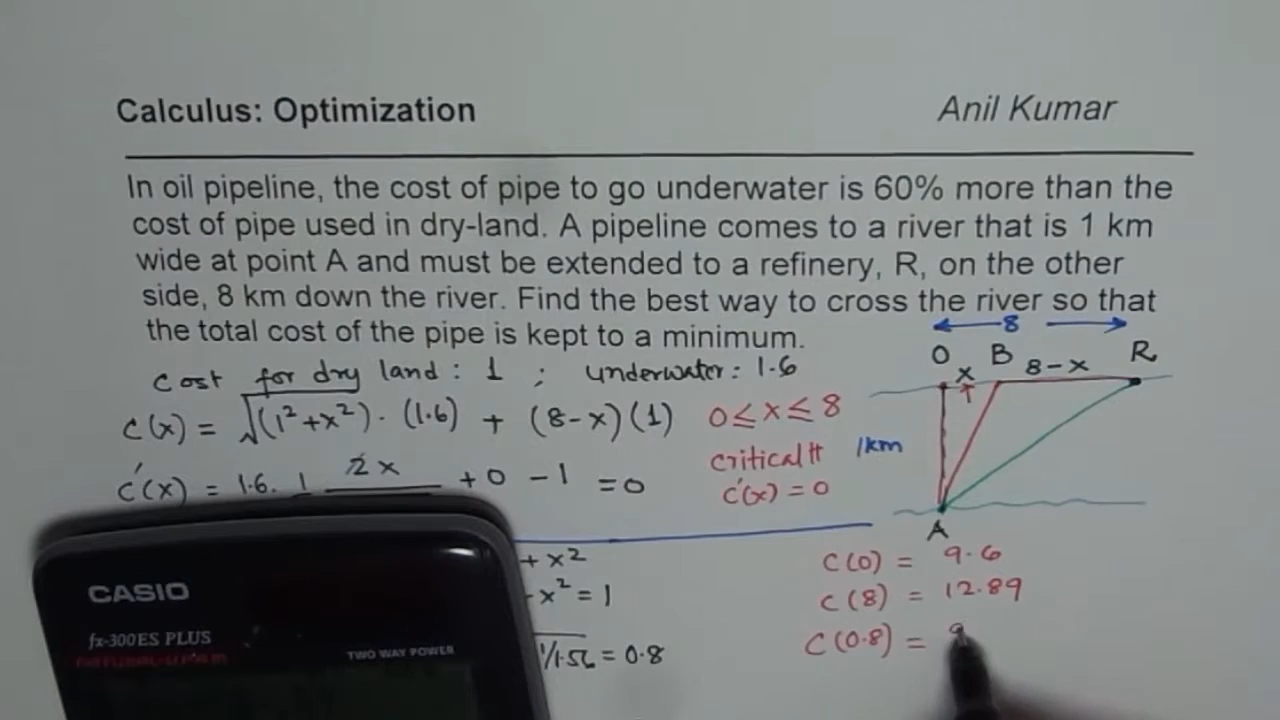 Calculus: Optimization
Anil Kumar
In oil pipeline, the cost of pipe to go underwater is 60% more than the
cost of pipe used in dry-land. A pipeline comes to a river that is 1 km
wide at point A and must be extended to a refinery, R, on the other
side, 8 km down the river. Find the best way to cross the river so that
the total cost of the pipe is kept to a minimum.
cost for dry land : 1 ; underwater: 1.6
C(x) = √(1²+x²) · (1.6) + (8-x)(1) 0≤x≤8
critical # /km
C'(x) = 1.6. 1 2x + 0 - 1 = 0 C'(x) = 0
8
O B R
x 8-x
A
+ x²
x² = 1
1/1.56 = 0.8
C(0) = 9.6
C(8) = 12.89
C(0.8) = 9
CASIO
fx-300ES PLUS
TWO WAY POWER